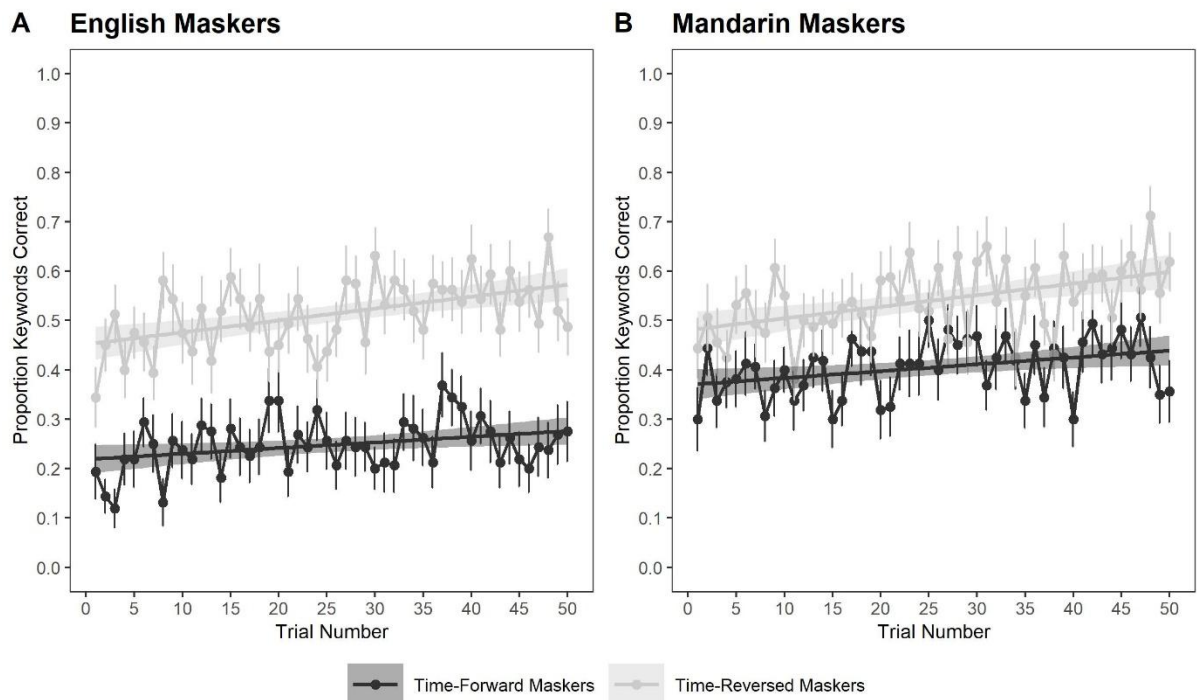 A English Maskers
Proportion Keywords Correct
1.0
0.9
0.8
0.7
0.6
0.5
0.4
0.3
0.2
0.1
0.0
0 5 10 15 20 25 30 35 40 45 50
Trial Number
B Mandarin Maskers
Proportion Keywords Correct
1.0
0.9
0.8
0.7
0.6
0.5
0.4
0.3
0.2
0.1
0.0
0 5 10 15 20 25 30 35 40 45 50
Trial Number
Time-Forward Maskers Time-Reversed Maskers